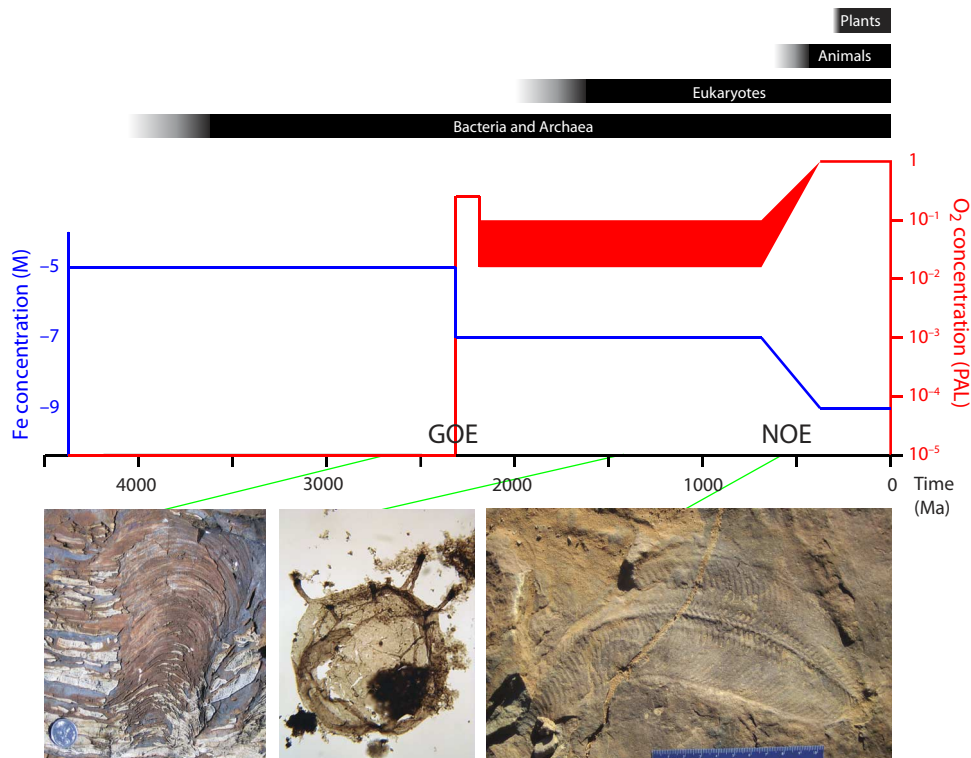 Plants
Animals
Eukaryotes
Bacteria and Archaea
Fe concentration (M)
−5
−7
−9
1
10⁻¹
10⁻²
10⁻³
10⁻⁴
10⁻⁵
O₂ concentration (PAL)
GOE
NOE
4000
3000
2000
1000
0
Time
(Ma)